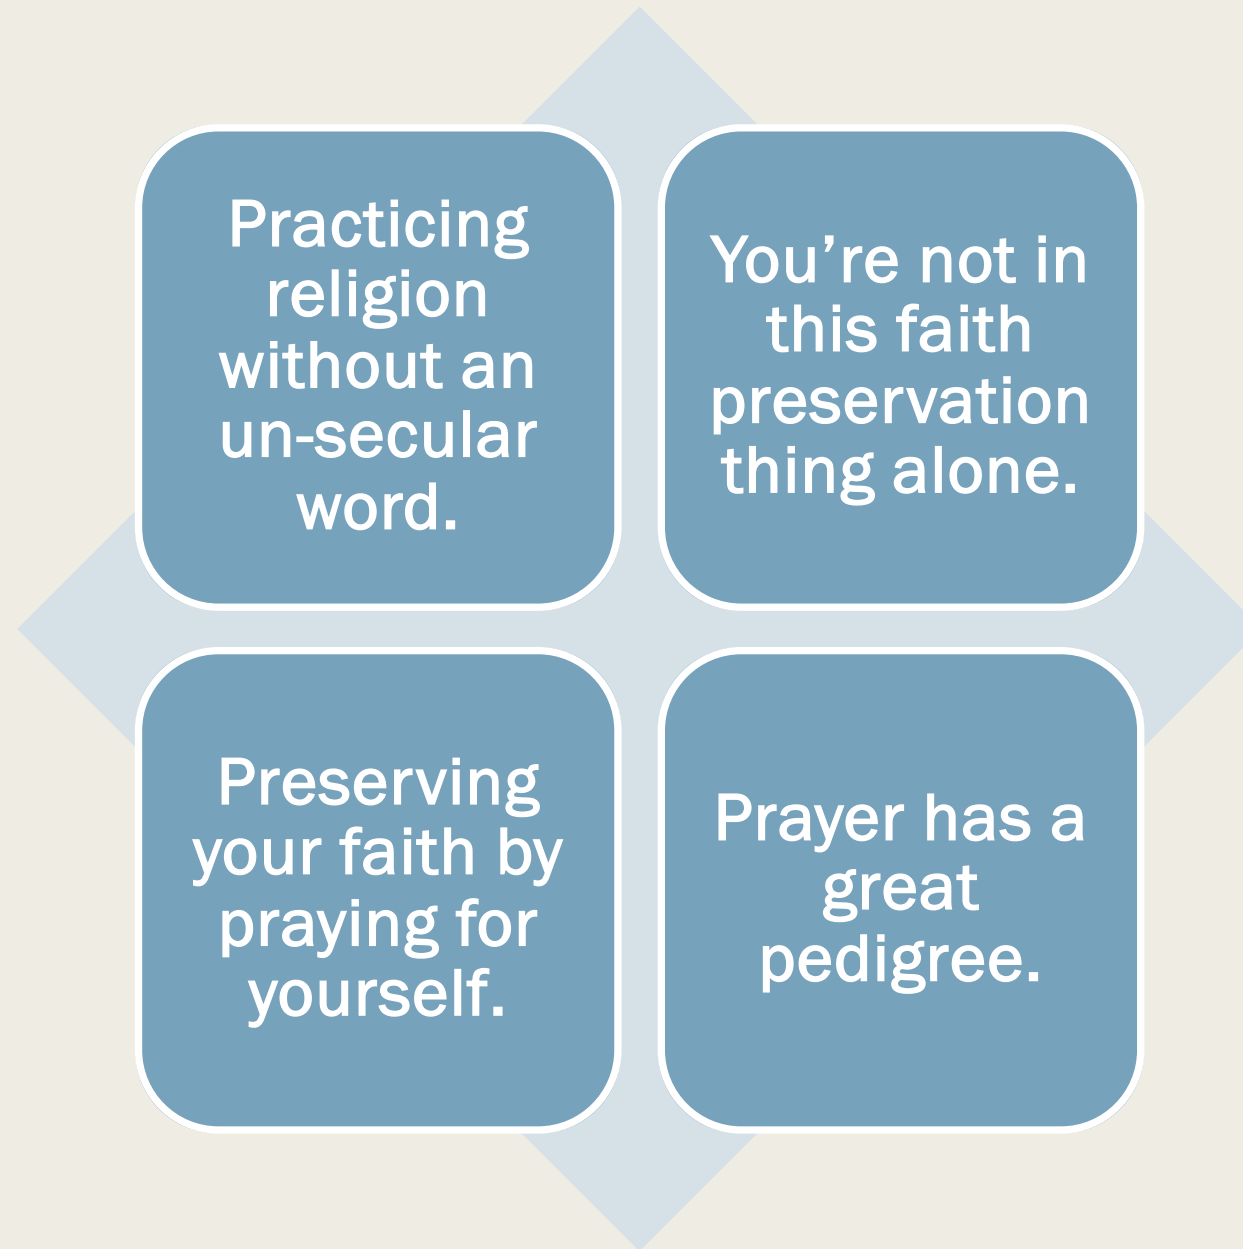 Practicing
religion
without an
un-secular
word.
You’re not in
this faith
preservation
thing alone.
Preserving
your faith by
praying for
yourself.
Prayer has a
great
pedigree.